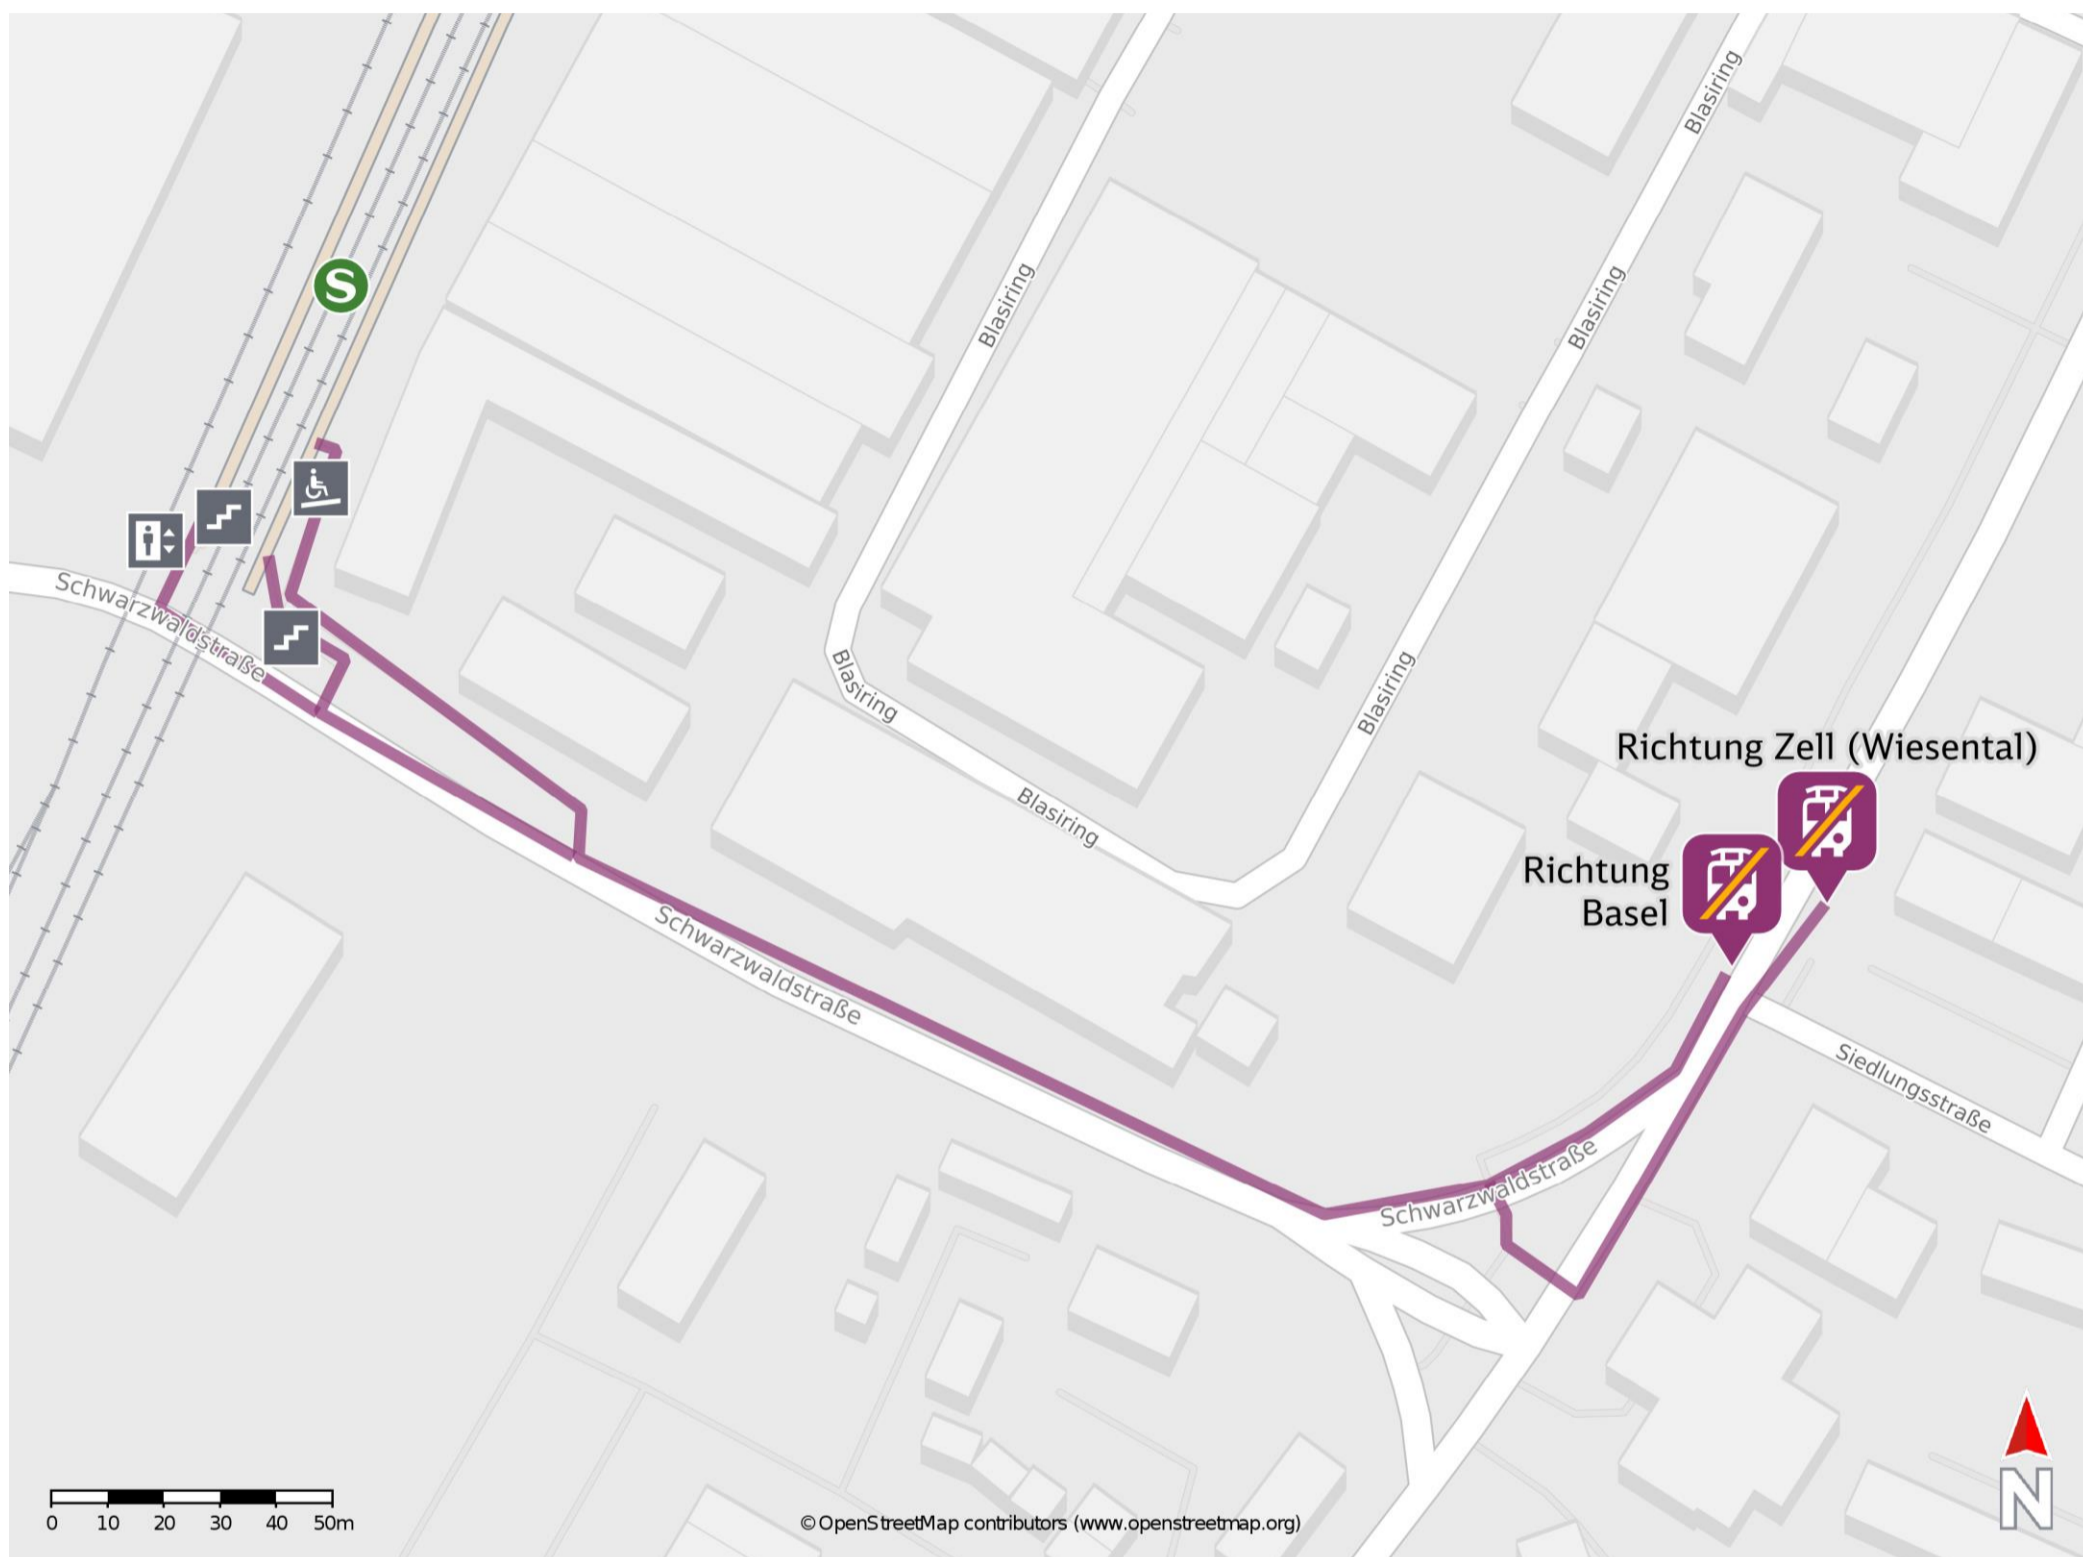 Blasiring
Blasiring
Blasiring
S
Schwarzwaldstraße
Blasiring
Blasiring
Blasiring
Richtung Zell (Wiesental)
Richtung
Basel
Schwarzwaldstraße
Siedlungsstraße
Schwarzwaldstraße
N
0 10 20 30 40 50m
© OpenStreetMap contributors (www.openstreetmap.org)